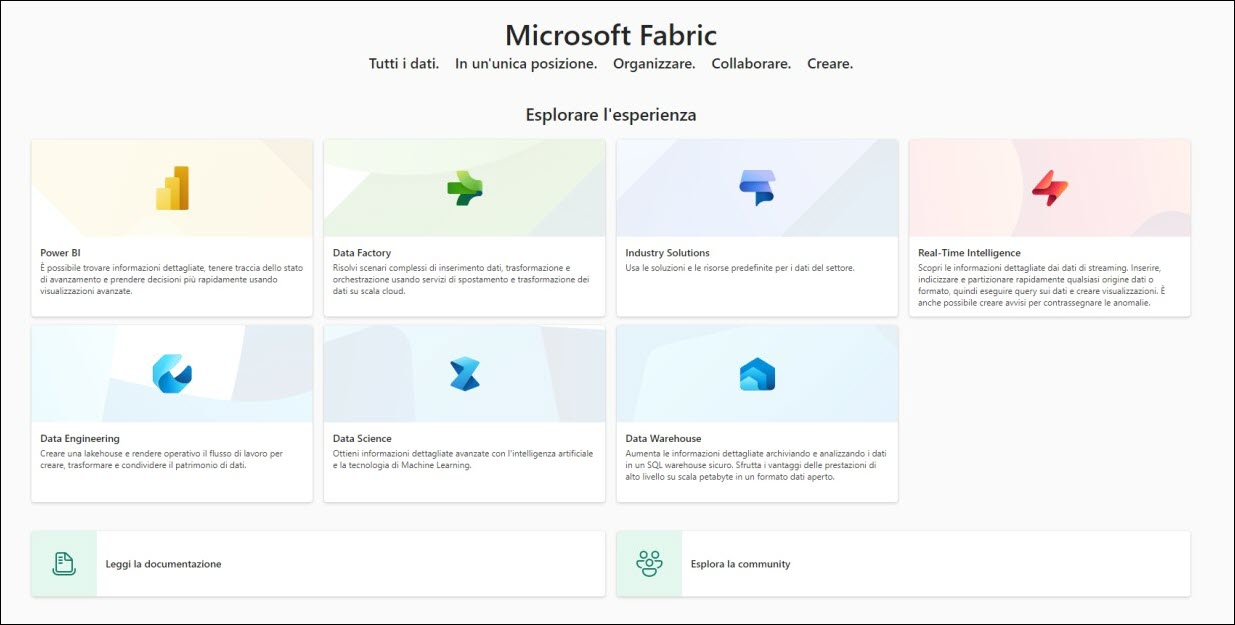 Microsoft Fabric
Tutti i dati. In un'unica posizione. Organizzare. Collaborare. Creare.
Esplorare l'esperienza
Power BI
È possibile trovare informazioni dettagliate, tenere traccia dello stato
di avanzamento e prendere decisioni più rapidamente usando
visualizzazioni avanzate.
Data Factory
Risolvi scenari complessi di inserimento dati, trasformazione e
orchestrazione usando servizi di spostamento e trasformazione dei
dati su scala cloud.
Industry Solutions
Usa le soluzioni e le risorse predefinite per i dati del settore.
Real-Time Intelligence
Scopri le informazioni dettagliate dai dati di streaming. Inserire,
indicizzare e partizionare rapidamente qualsiasi origine dati o
formato, quindi eseguire query sui dati e creare visualizzazioni. È
anche possibile creare avvisi per contrassegnare le anomalie.
Data Engineering
Creare una lakehouse e rendere operativo il flusso di lavoro per
creare, trasformare e condividere il patrimonio di dati.
Data Science
Ottieni informazioni dettagliate avanzate con l'intelligenza artificiale
e la tecnologia di Machine Learning.
Data Warehouse
Aumenta le informazioni dettagliate archiviando e analizzando i dati
in un SQL warehouse sicuro. Sfrutta i vantaggi delle prestazioni di
alto livello su scala petabyte in un formato dati aperto.
Leggi la documentazione
Esplora la community